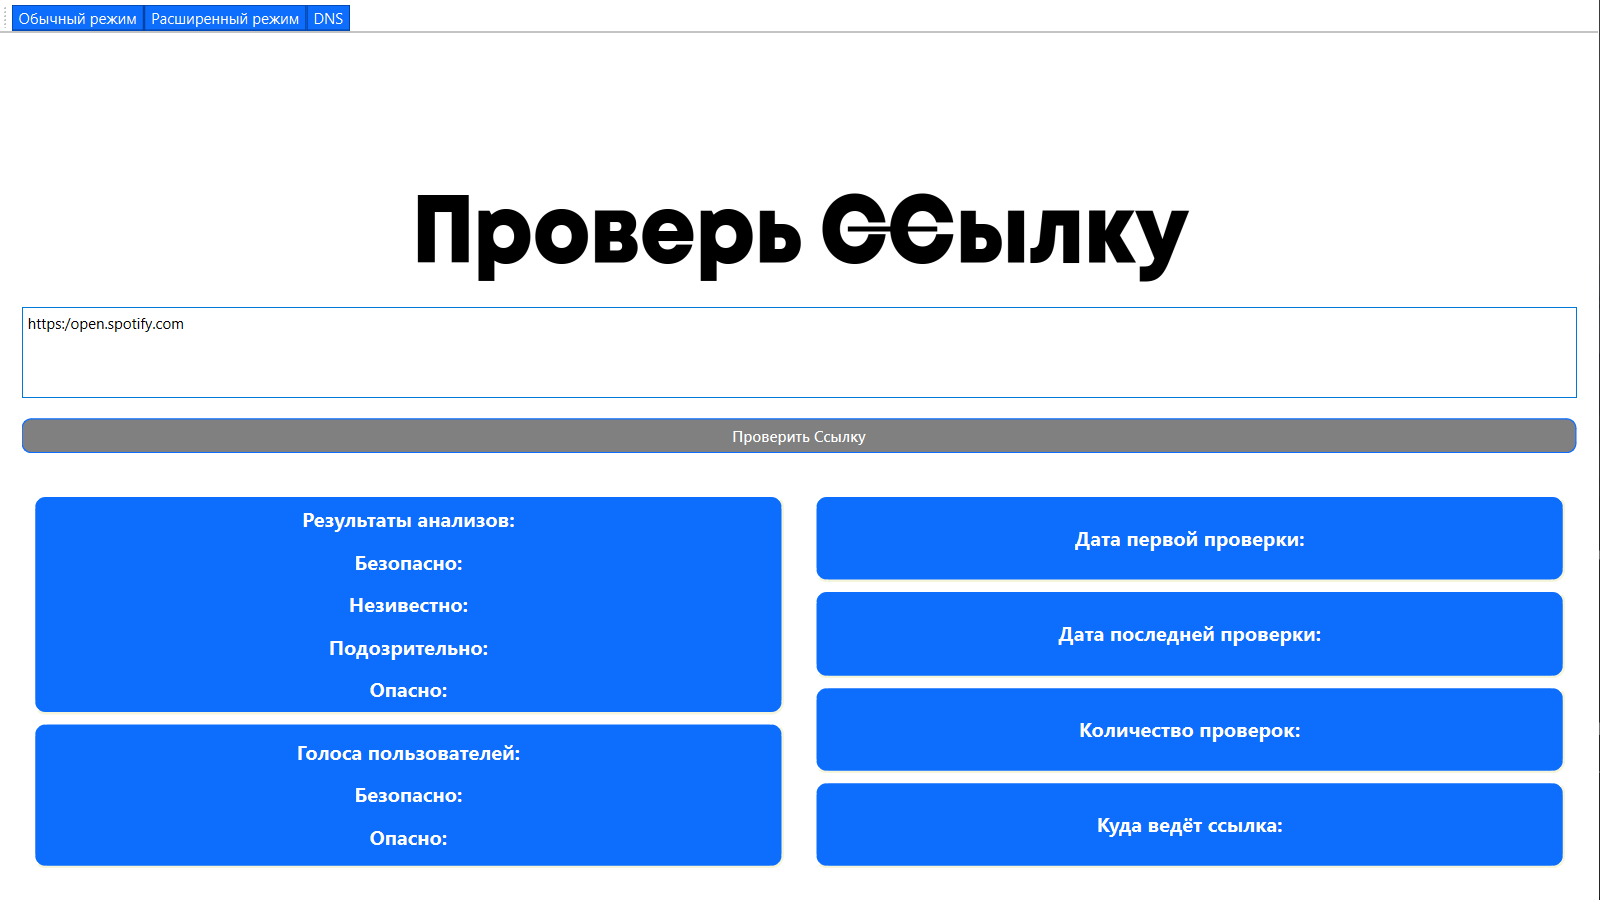 Обычный режим Расширенный режим DNS
Проверь ССылку
https:/open.spotify.com
Проверить Ссылку
Результаты анализов:
Безопасно:
Незивестно:
Подозрительно:
Опасно:
Голоса пользователей:
Безопасно:
Опасно:
Дата первой проверки:
Дата последней проверки:
Количество проверок:
Куда ведёт ссылка: